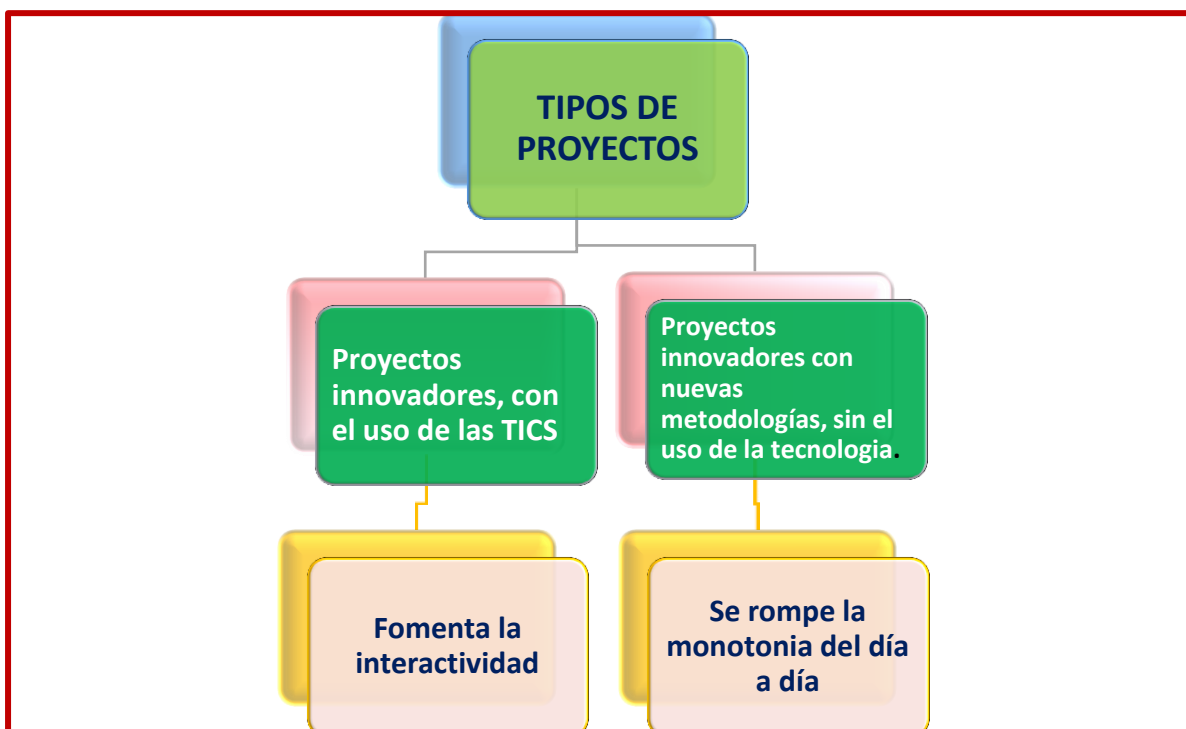 TIPOS DE
PROYECTOS
Proyectos
innovadores, con
el uso de las TICS
Proyectos
innovadores con
nuevas
metodologías, sin el
uso de la tecnologia.
Fomenta la
interactividad
Se rompe la
monotonia del día
a día